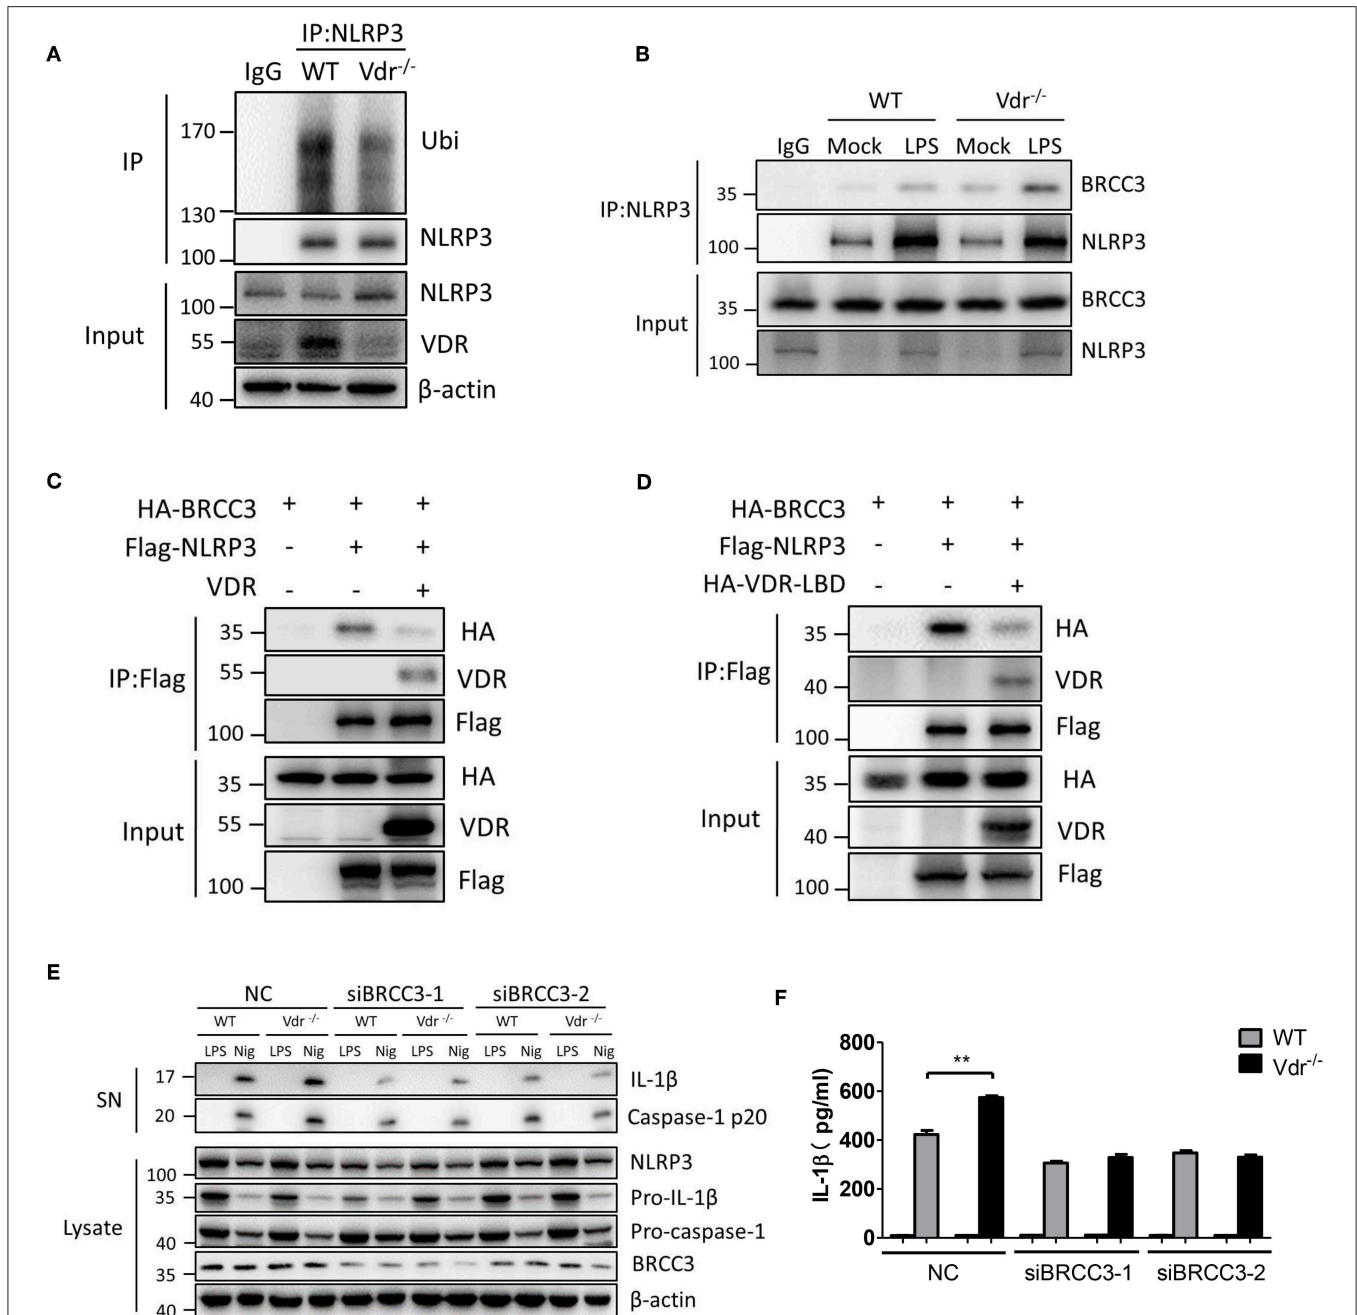 A
IP:NLRP3
IgG WT Vdr-/-
170
Ubi
IP
130
NLRP3
100
NLRP3
100
Input
55
VDR
β-actin
40
B
WT Vdr-/-
IgG Mock LPS Mock LPS
BRCC3
35
IP:NLRP3
NLRP3
100
BRCC3
35
Input
NLRP3
100
C
HA-BRCC3 + + +
Flag-NLRP3 - + +
VDR - - +
35 HA
55
IP:Flag VDR
Flag
100
HA
35
55
Input VDR
Flag
100
D
HA-BRCC3 + + +
Flag-NLRP3 - + +
HA-VDR-LBD - - +
35 HA
IP:Flag
VDR
40
Flag
100
35 HA
Input
VDR
40
Flag
100
E
NC siBRCC3-1 siBRCC3-2
WT Vdr -/- WT Vdr -/- WT Vdr -/-
LPS Nig LPS Nig LPS Nig LPS Nig LPS Nig LPS Nig
17 IL-1β
SN
20 Caspase-1 p20
NLRP3
100
35 Pro-IL-1β
Lysate
Pro-caspase-1
40
BRCC3
35
β-actin
40
F
WT
Vdr-/-
**
IL-1β( pg/ml)
800
600
400
200
0
NC siBRCC3-1 siBRCC3-2